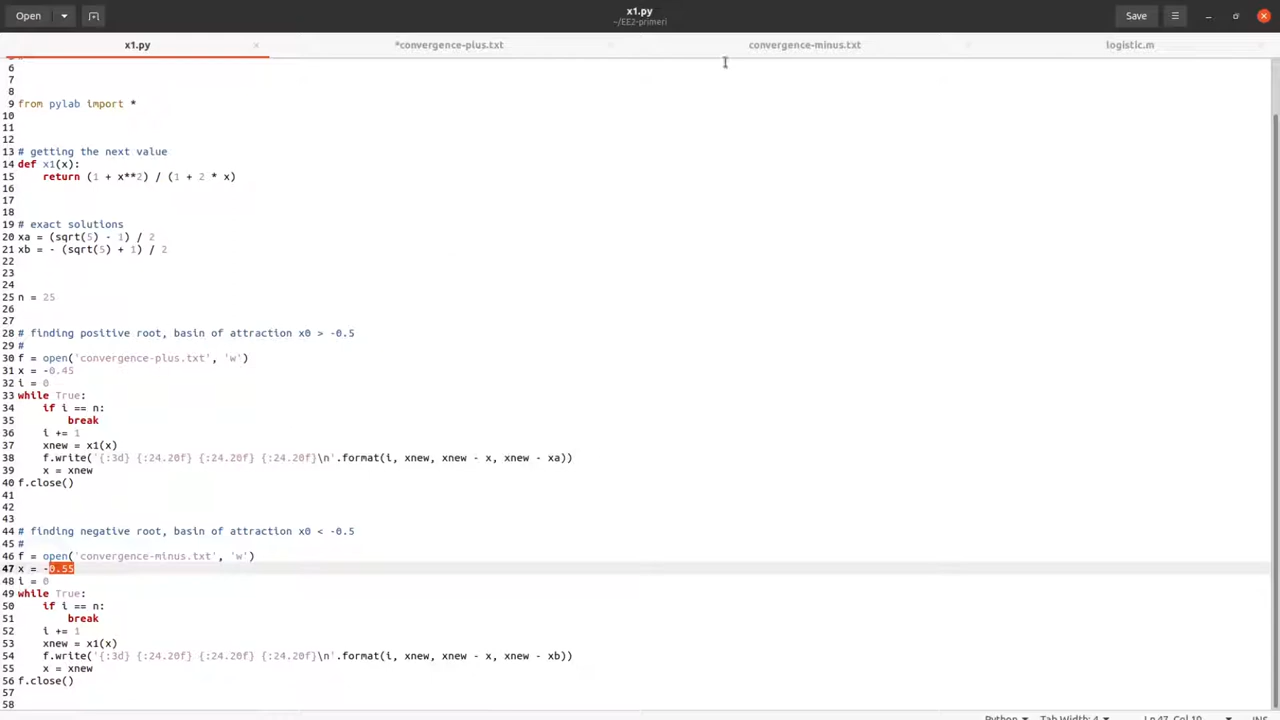 Open
x1.py
~/EE2-primeri
Save
x1.py
*convergence-plus.txt
convergence-minus.txt
logistic.m
6
7
8
9 from pylab import *
10
11
12
13 # getting the next value
14 def x1(x):
15 return (1 + x**2) / (1 + 2 * x)
16
17
18
19 # exact solutions
20 xa = (sqrt(5) - 1) / 2
21 xb = - (sqrt(5) + 1) / 2
22
23
24
25 n = 25
26
27
28 # finding positive root, basin of attraction x0 > -0.5
29 #
30 f = open('convergence-plus.txt', 'w')
31 x = -0.45
32 i = 0
33 while True:
34 if i == n:
35 break
36 i += 1
37 xnew = x1(x)
38 f.write('{:3d} {:24.20f} {:24.20f} {:24.20f}\n'.format(i, xnew, xnew - x, xnew - xa))
39 x = xnew
40 f.close()
41
42
43
44 # finding negative root, basin of attraction x0 < -0.5
45 #
46 f = open('convergence-minus.txt', 'w')
47 x = -0.55
48 i = 0
49 while True:
50 if i == n:
51 break
52 i += 1
53 xnew = x1(x)
54 f.write('{:3d} {:24.20f} {:24.20f} {:24.20f}\n'.format(i, xnew, xnew - x, xnew - xb))
55 x = xnew
56 f.close()
57
58
Python
Tab Width: 4
Ln 47, Col 10
INS